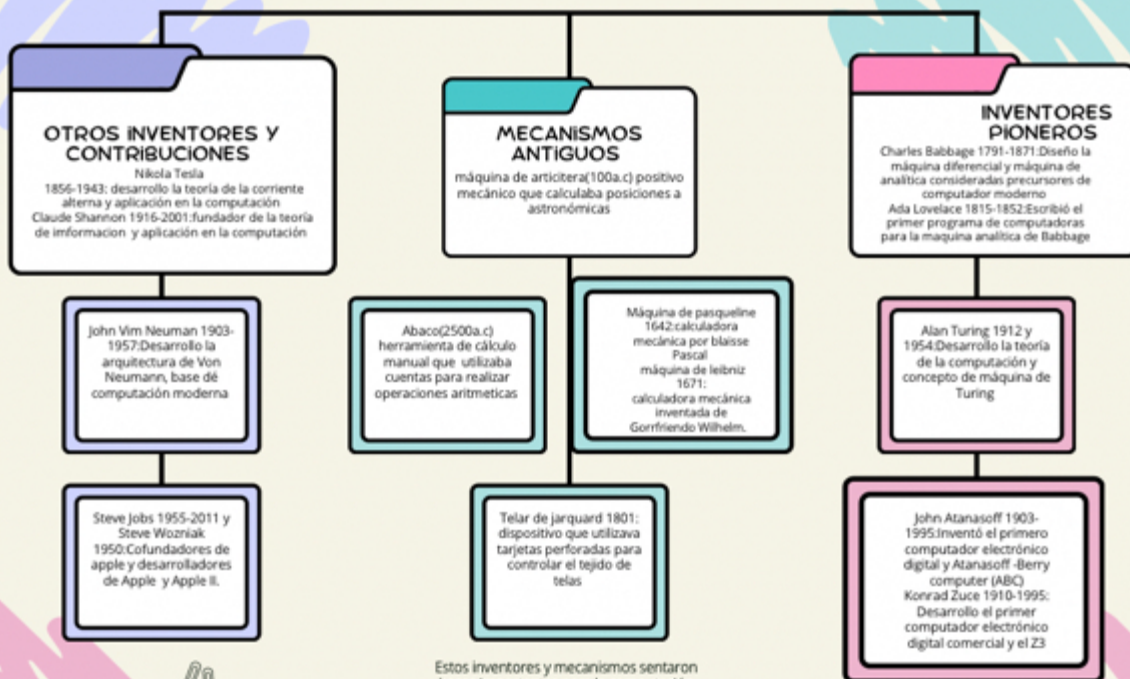 OTROS INVENTORES Y
CONTRIBUCIONES
Nikola Tesla
1856-1943: desarrollo la teoría de la corriente
alterna y aplicación en la computación
Claude Shannon 1916-2001:fundador de la teoría
de imformacion y aplicación en la computación
John Vim Neuman 1903-
1957:Desarrollo la
arquitectura de Von
Neumann, base dé
computación moderna
Steve Jobs 1955-2011 y
Steve Wozniak
1950:Cofundadores de
apple y desarrolladores
de Apple y Apple II.
MECANISMOS
ANTIGUOS
máquina de articitera(100a.c) positivo
mecánico que calculaba posiciones a
astronómicas
Abaco(2500a.c)
herramienta de cálculo
manual que utilizaba
cuentas para realizar
operaciones aritmeticas
Máquina de pasqueline
1642:calculadora
mecánica por blaisse
Pascal
máquina de leibniz
1671:
calculadora mecánica
inventada de
Gorrfriendo Wilhelm.
Telar de jarquard 1801:
dispositivo que utilizava
tarjetas perforadas para
controlar el tejido de
telas
Estos inventores y mecanismos sentaron
INVENTORES
PIONEROS
Charles Babbage 1791-1871:Diseño la
máquina diferencial y máquina de
analítica consideradas precursores de
computador moderno
Ada Lovelace 1815-1852:Escribió el
primer programa de computadoras
para la maquina analítica de Babbage
Alan Turing 1912 y
1954:Desarrollo la teoría
de la computación y
concepto de máquina de
Turing
John Atanasoff 1903-
1995:Inventó el primero
computador electrónico
digital y Atanasoff -Berry
computer (ABC)
Konrad Zuce 1910-1995:
Desarrollo el primer
computador electrónico
digital comercial y el Z3